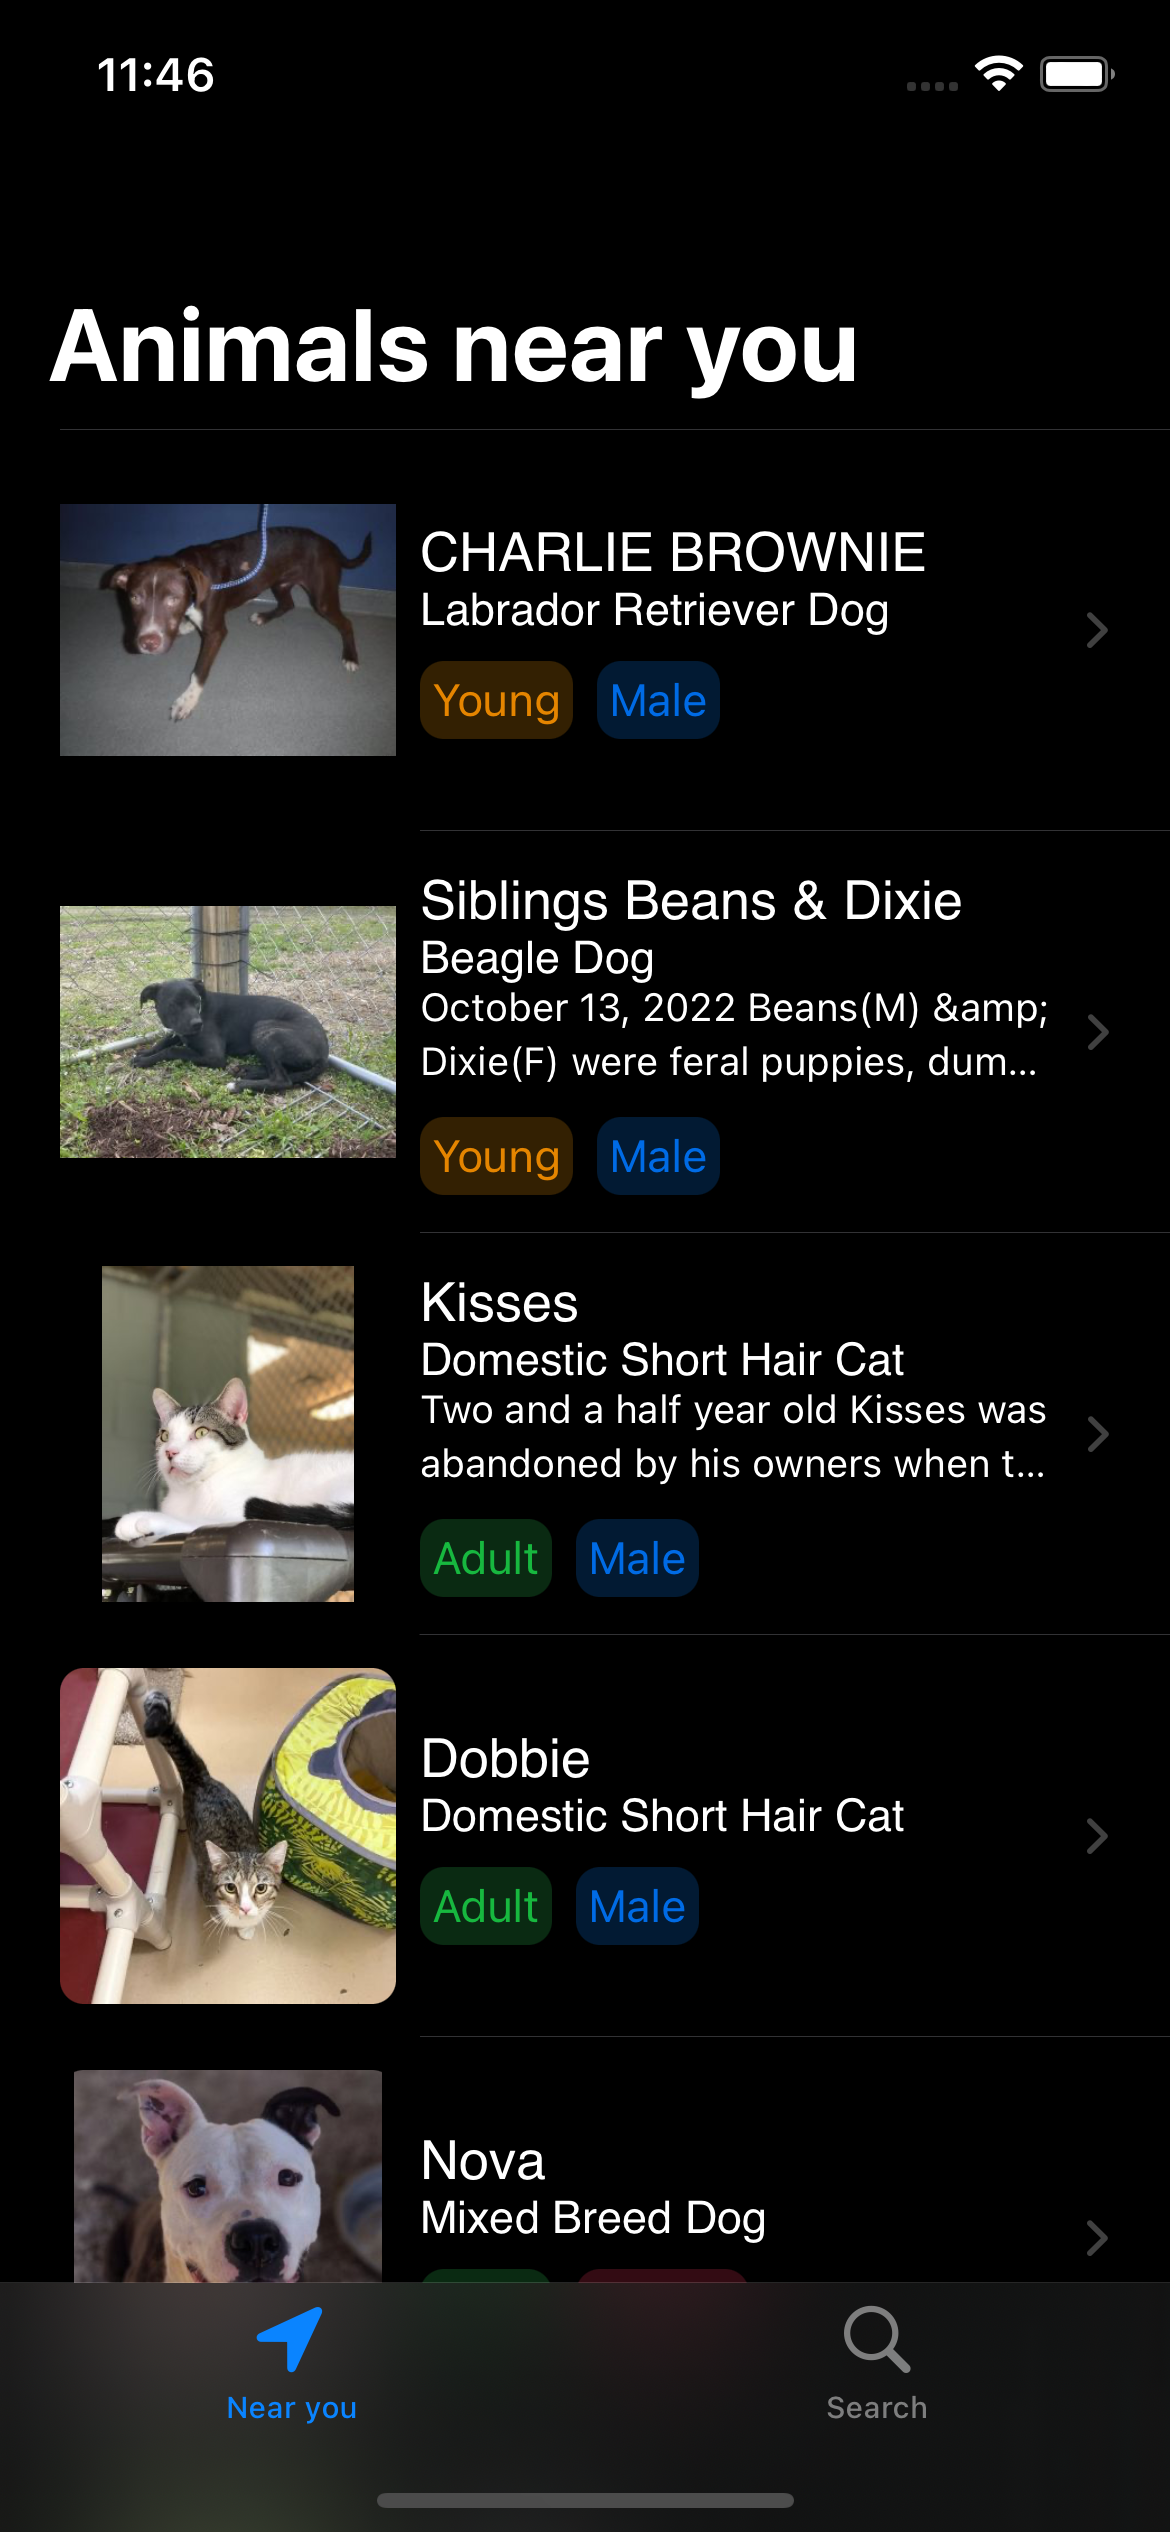 11:46
Animals near you
CHARLIE BROWNIE
Labrador Retriever Dog
Young Male
Siblings Beans & Dixie
Beagle Dog
October 13, 2022 Beans(M) &amp;
Dixie(F) were feral puppies, dum...
Young Male
Kisses
Domestic Short Hair Cat
Two and a half year old Kisses was
abandoned by his owners when t...
Adult Male
Dobbie
Domestic Short Hair Cat
Adult Male
Nova
Mixed Breed Dog
Near you Search